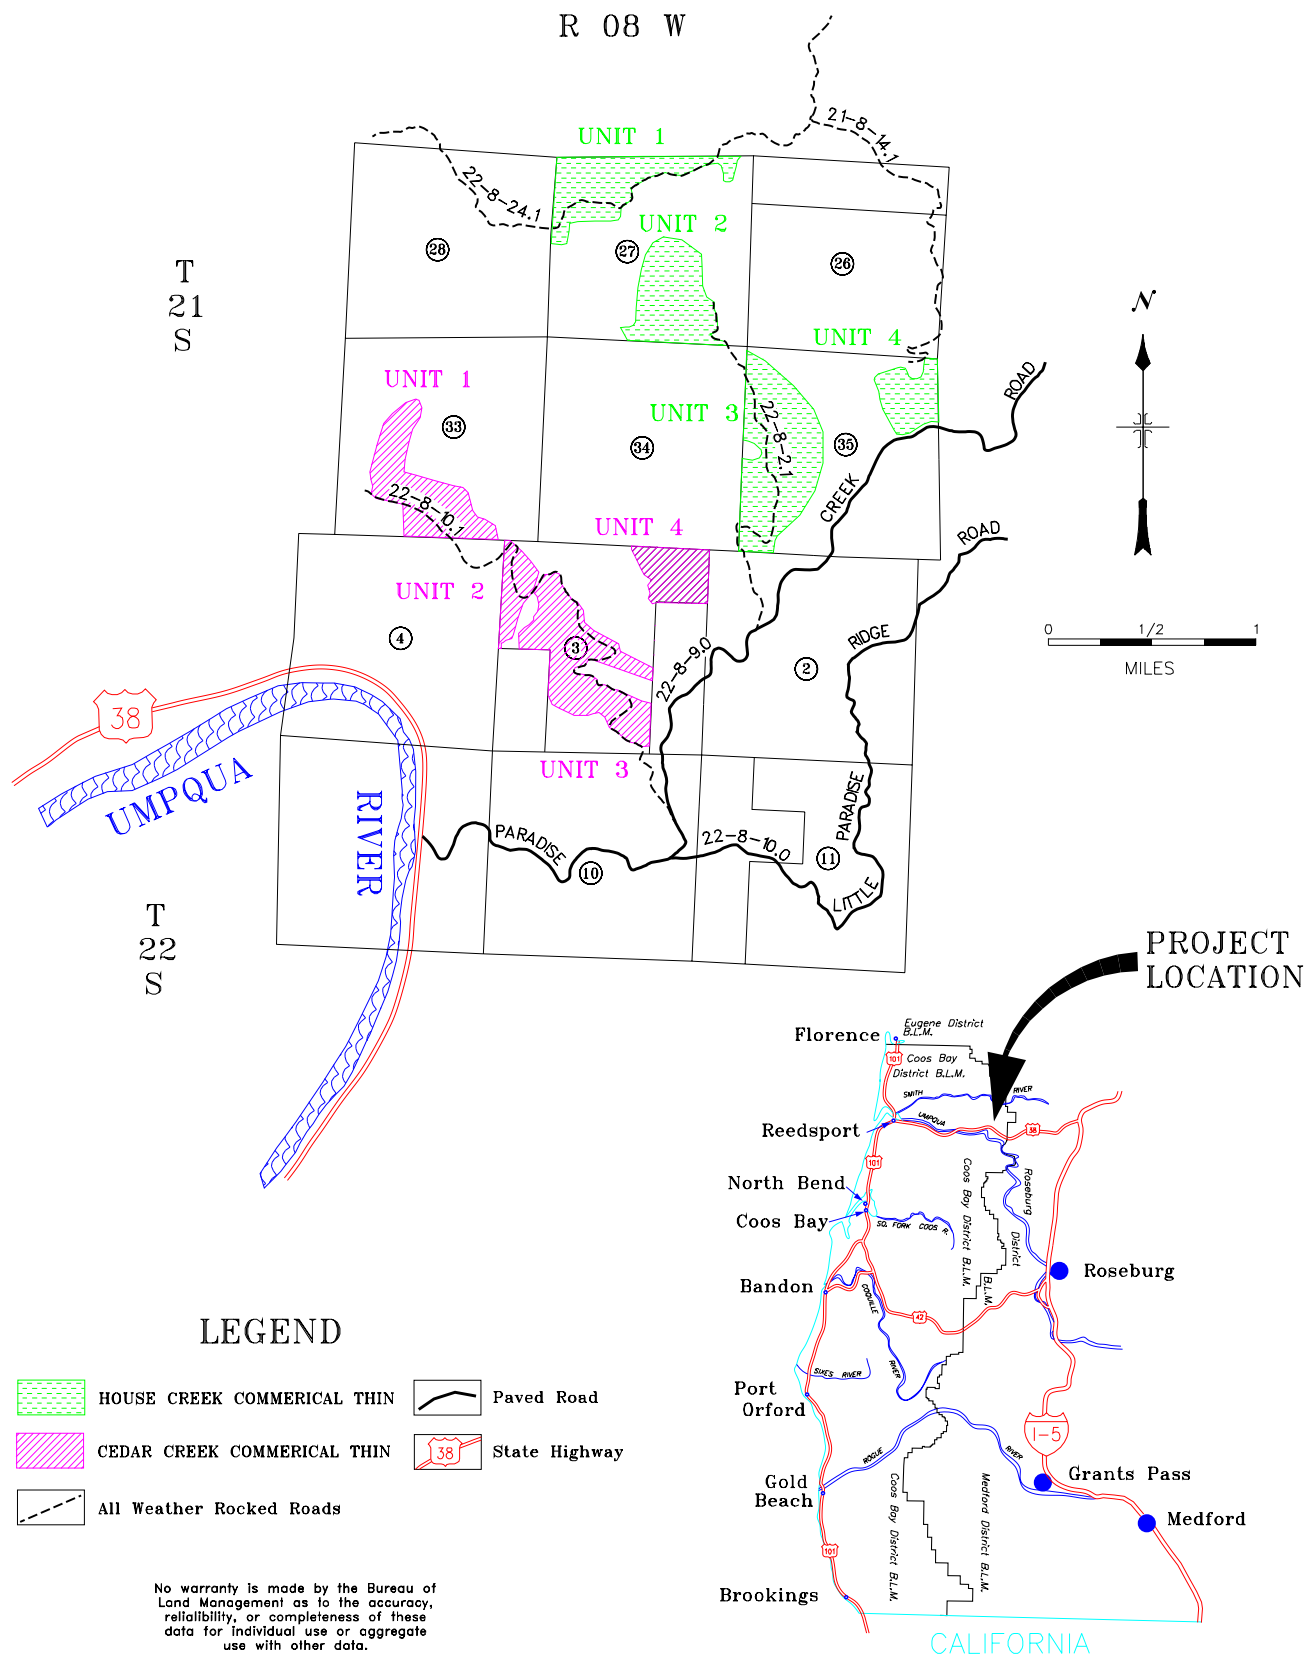 R 08 W
21-8-14.1
UNIT 1
22-8-24.1
UNIT 2
28
27
26
T
21
S
N
UNIT 4
UNIT 1
UNIT 3
22-8-2.1
ROAD
33
34
35
22-8-10.1
CREEK
UNIT 4
ROAD
UNIT 2
4
3
22-8-9.0
2
RIDGE
0 1/2 1
MILES
38
UMPQUA
RIVER
UNIT 3
PARADISE
PARADISE
22-8-10.0
10
11
LITTLE
T
22
S
PROJECT
LOCATION
Florence
Eugene District
B.L.M.
101
Coos Bay
District B.L.M.
SMITH
RIVER
Reedsport
UMPQUA
38
101
North Bend
Coos Bay
SO. FORK COOS R.
Coos Bay District B.L.M.
Roseburg
District
B.L.M.
Bandon
Roseburg
COQUILLE
RIVER
42
SIXES RIVER
Port
Orford
I-5
ROGUE
RIVER
Grants Pass
Gold
Beach
Coos Bay District B.L.M.
Medford District B.L.M.
Medford
101
Brookings
CALIFORNIA
LEGEND
HOUSE CREEK COMMERICAL THIN
Paved Road
CEDAR CREEK COMMERICAL THIN
38
State Highway
All Weather Rocked Roads
No warranty is made by the Bureau of
Land Management as to the accuracy,
relialibility, or completeness of these
data for individual use or aggregate
use with other data.